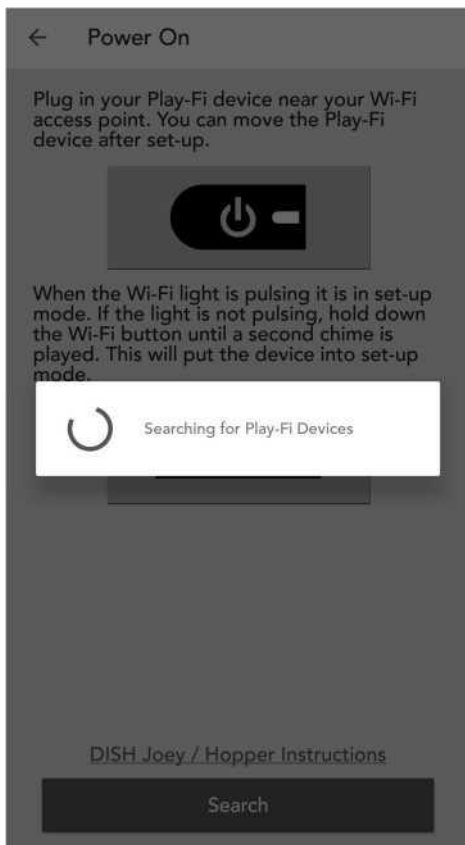 Power On
Plug in your Play-Fi device near your Wi-Fi
access point. You can move the Play-Fi
device after set-up.
When the Wi-Fi light is pulsing it is in set-up
mode. If the light is not pulsing, hold down
the Wi-Fi button until a second chime is
played. This will put the device into set-up
mode.
Searching for Play-Fi Devices
DISH Joey / Hopper Instructions
Search